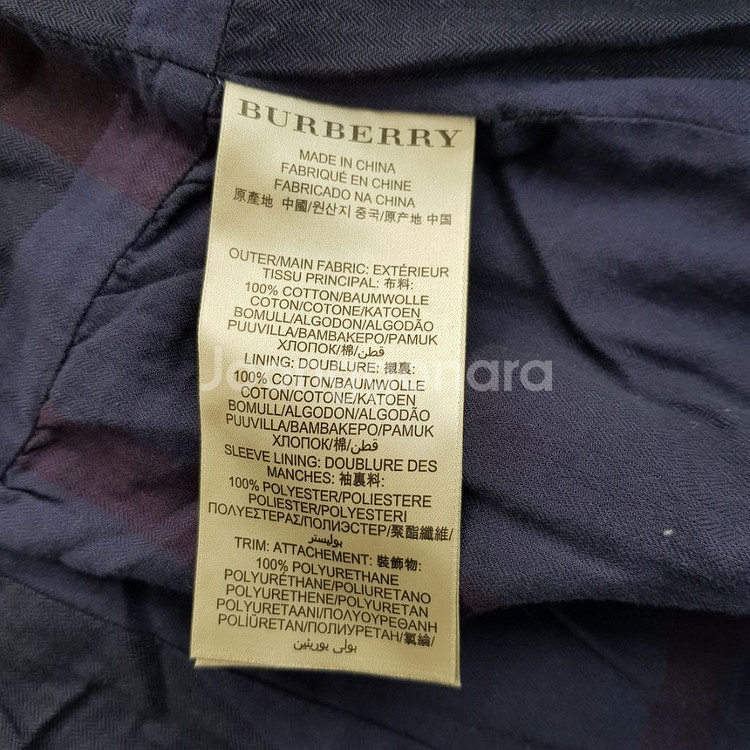 BURBERRY
MADE IN CHINA
FABRIQUÉ EN CHINE
FABRICADO NA CHINA
原產地 中國/원산지 중국/原产地 中国
OUTER/MAIN FABRIC: EXTÉRIEUR
TISSU PRINCIPAL: 布料:
100% COTTON/BAUMWOLLE
COTON/COTONE/KATOEN
BOMULL/ALGODON/ALGODÃO
PUUVILLA/BAMBAKEPO/PAMUK
ХЛОПОК/棉/قطن/
LINING: DOUBLURE: 襯裏:
100% COTTON/BAUMWOLLE
COTON/COTONE/KATOEN
BOMULL/ALGODON/ALGODÃO
PUUVILLA/BAMBAKEPO/PAMUK
ХЛОПОК/棉/قطن/
SLEEVE LINING: DOUBLURE DES
MANCHES: 袖裏料:
100% POLYESTER/POLIESTERE
POLIESTER/POLYESTERI
ΠΟΛΥΕΣΤΕΡΑΣ/ПОЛИЭСТЕР/聚酯纖維/
بوليستر
TRIM: ATTACHEMENT: 裝飾物:
100% POLYURETHANE
POLYURÉTHANE/POLIURETANO
POLYURETHENE/POLYURETAN
POLYURETAANI/ΠΟΛΥΟΥΡΕΘΑΝΗ
POLİÜRETAN/ПОЛИУРЕТАН/氯綸/
بولى يوريثين